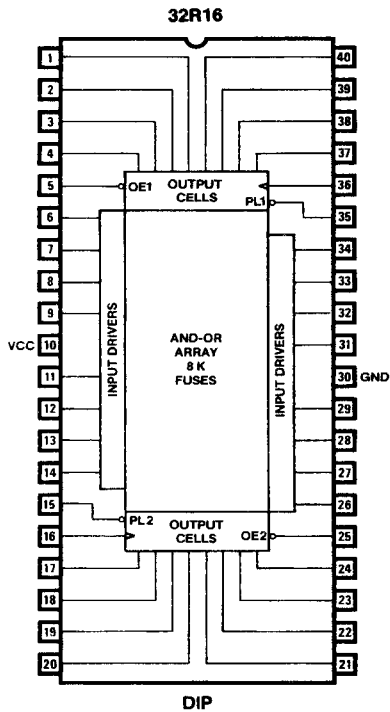 32R16
1 40
2 39
3 38
4 37
5 OE1 OUTPUT CELLS 36
6 PL1 35
7 34
8 33
9 32
VCC 10 31
INPUT DRIVERS
AND-OR
ARRAY
8 K
FUSES
INPUT DRIVERS
11 30 GND
12 29
13 28
14 27
15 PL2 26
16 OUTPUT CELLS OE2 25
17 24
18 23
19 22
20 21
DIP